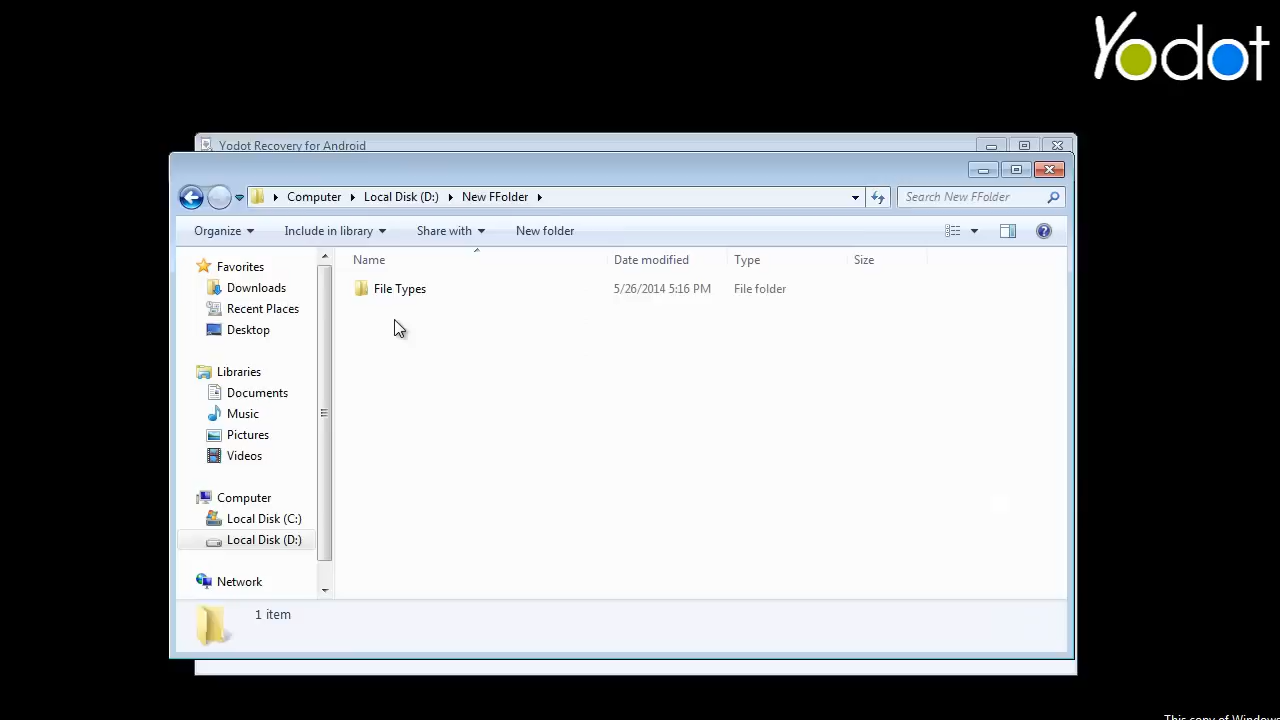 Yodot
Yodot Recovery for Android
Computer Local Disk (D:) New FFolder
Search New FFolder
Organize Include in library Share with New folder
Name Date modified Type Size
Favorites
Downloads
Recent Places
Desktop
Libraries
Documents
Music
Pictures
Videos
Computer
Local Disk (C:)
Local Disk (D:)
Network
File Types 5/26/2014 5:16 PM File folder
1 item
This copy of Window